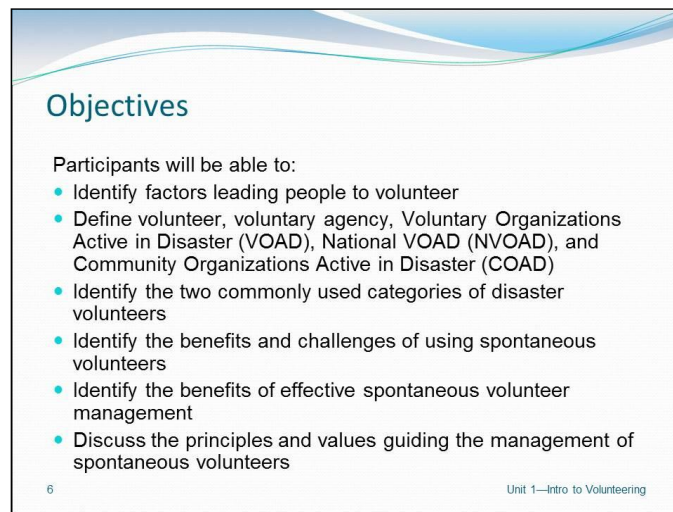 Objectives
Participants will be able to:
• Identify factors leading people to volunteer
• Define volunteer, voluntary agency, Voluntary Organizations
Active in Disaster (VOAD), National VOAD (NVOAD), and
Community Organizations Active in Disaster (COAD)
• Identify the two commonly used categories of disaster
volunteers
• Identify the benefits and challenges of using spontaneous
volunteers
• Identify the benefits of effective spontaneous volunteer
management
• Discuss the principles and values guiding the management of
spontaneous volunteers
6
Unit 1—Intro to Volunteering